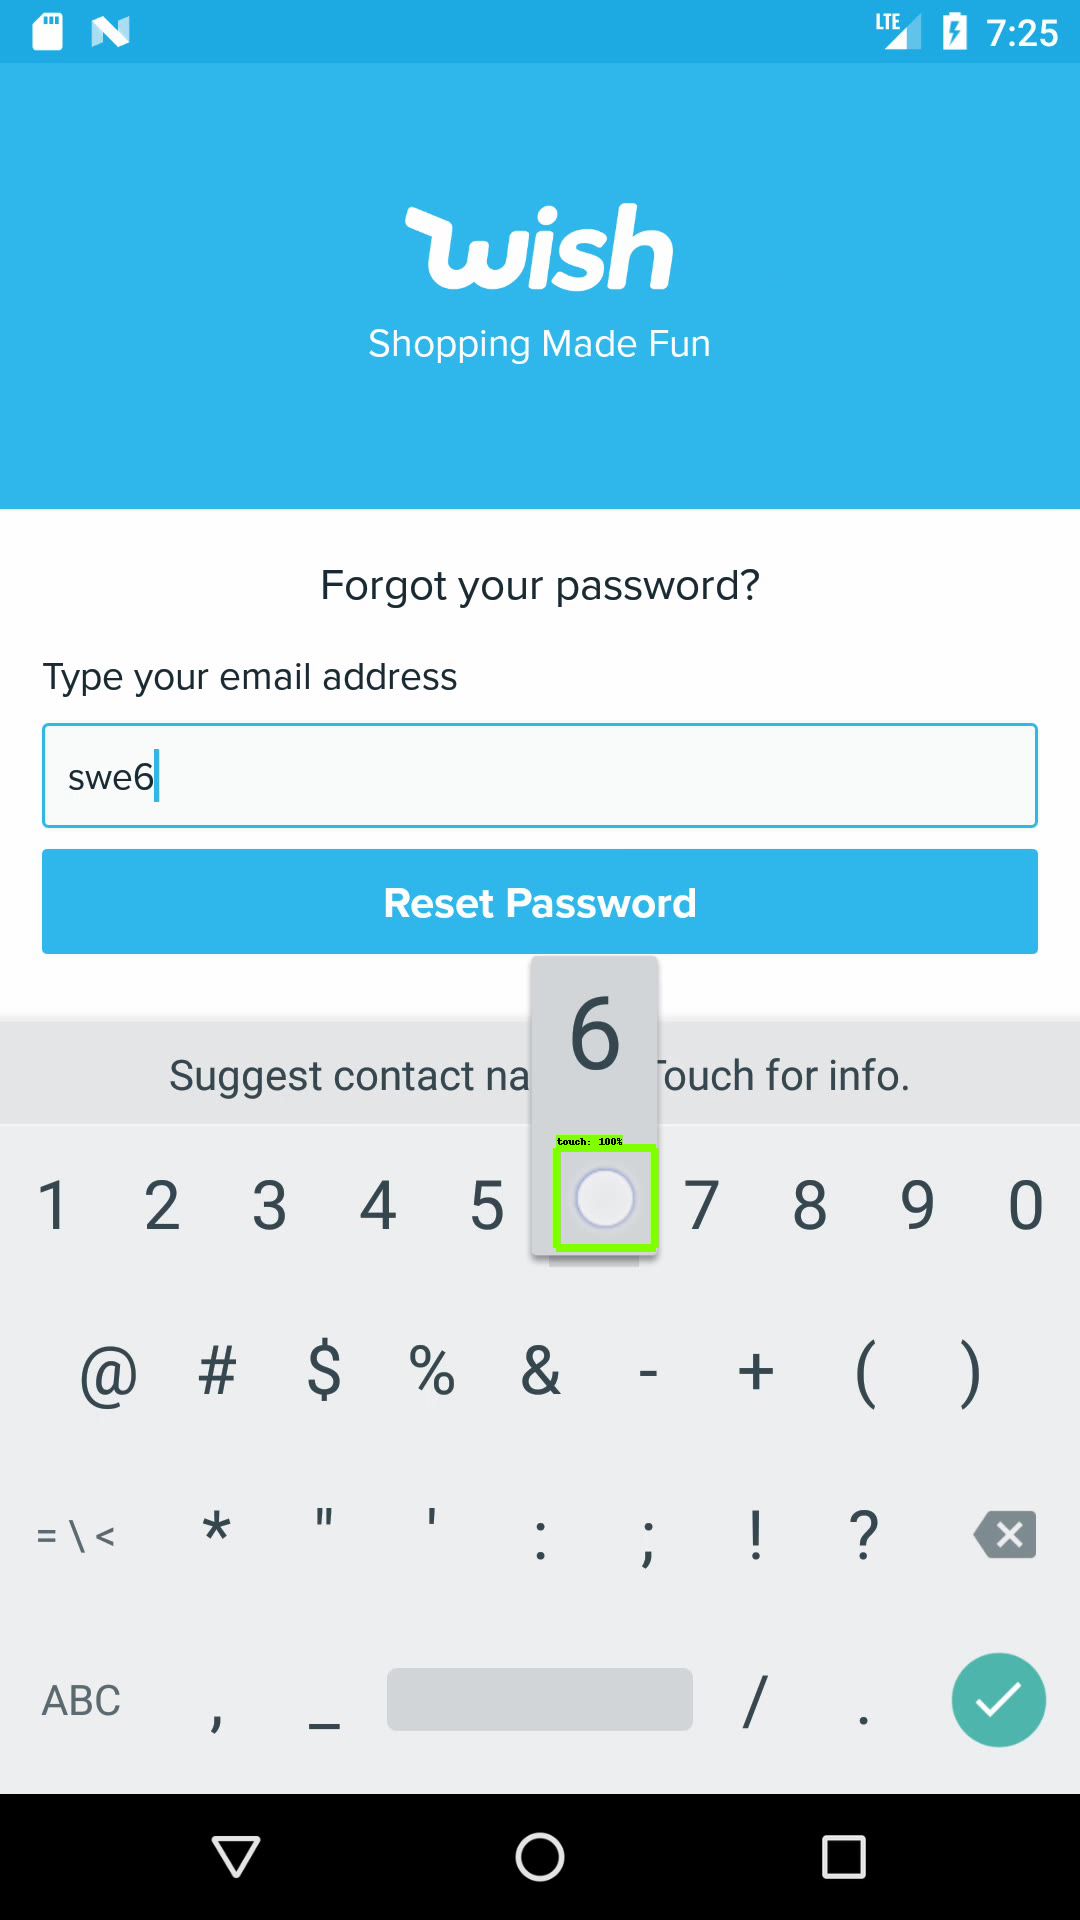 LTE 7:25
wish
Shopping Made Fun
Forgot your password?
Type your email address
swe6
Reset Password
6
Suggest contact na Touch for info.
touch: 100%
1 2 3 4 5 7 8 9 0
@ # $ % & - + ( )
= \ < * " ' : ; ! ?
ABC , _ / .